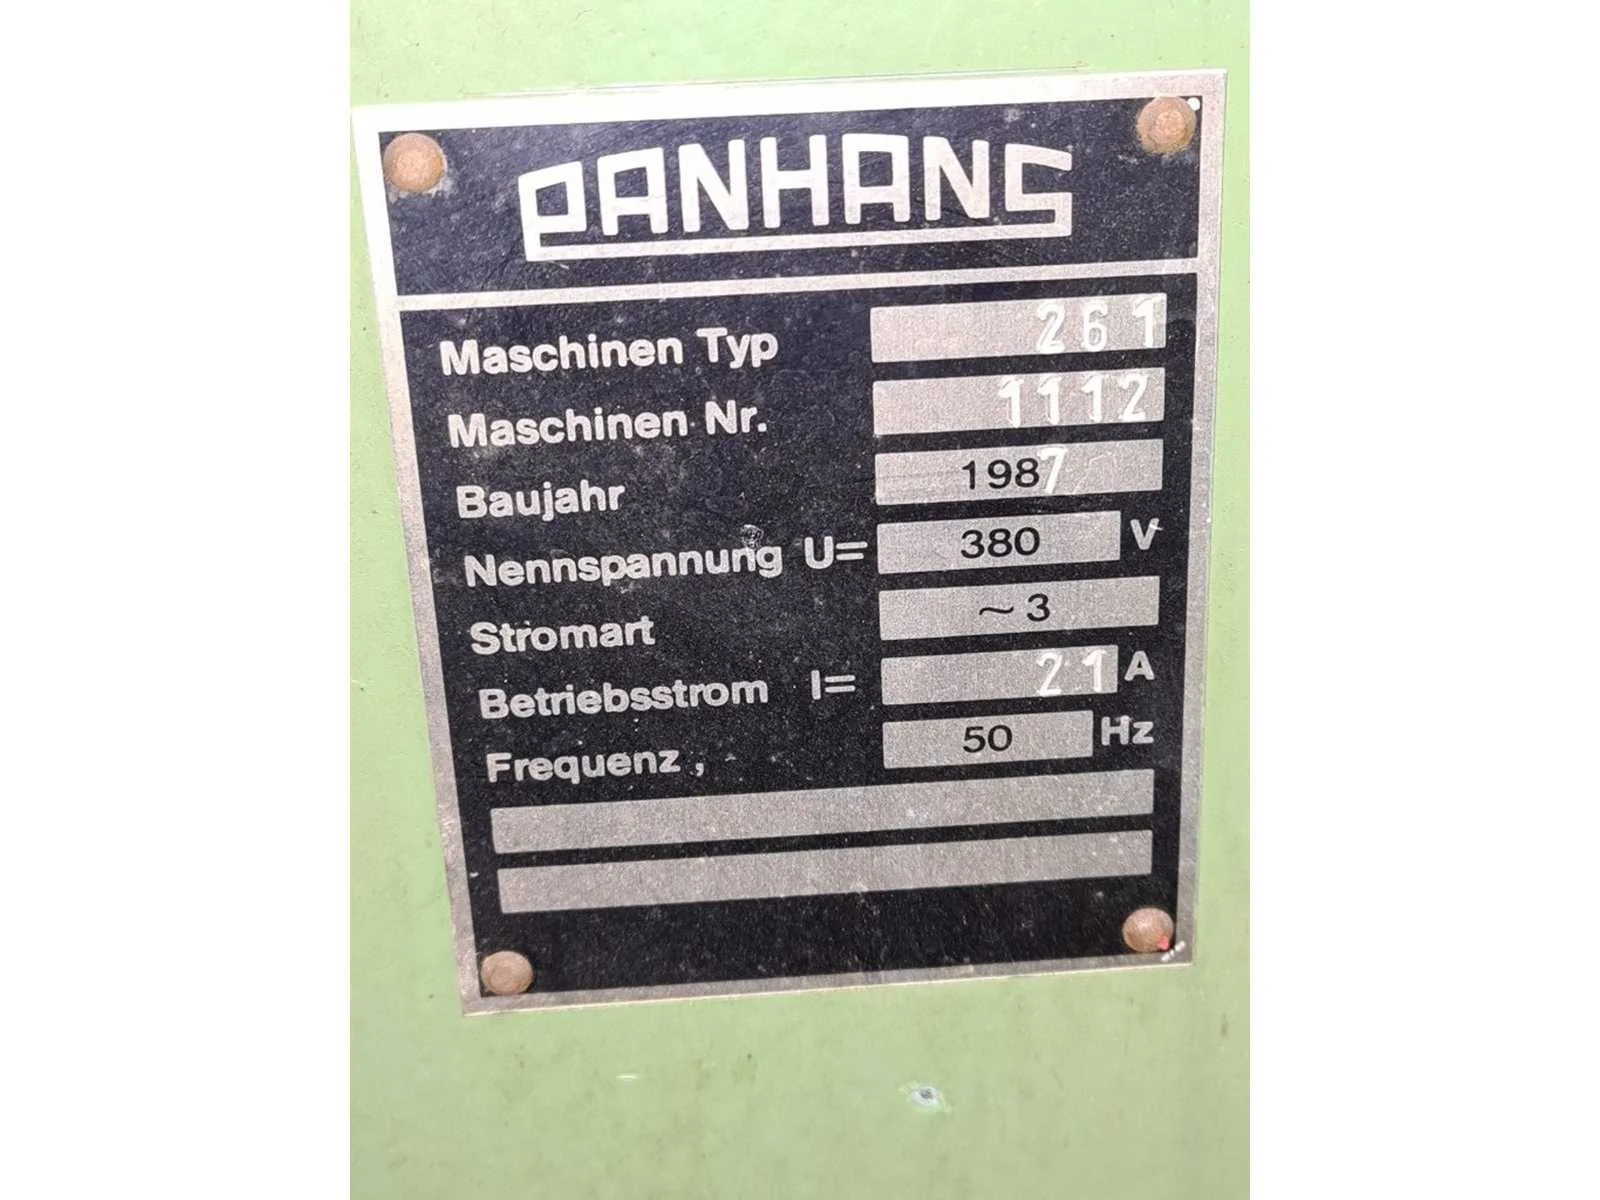 PANHANS
Maschinen Typ 261
Maschinen Nr. 1112
Baujahr 1987
Nennspannung U= 380 V
Stromart ~3
Betriebsstrom I= 21 A
Frequenz, 50 Hz